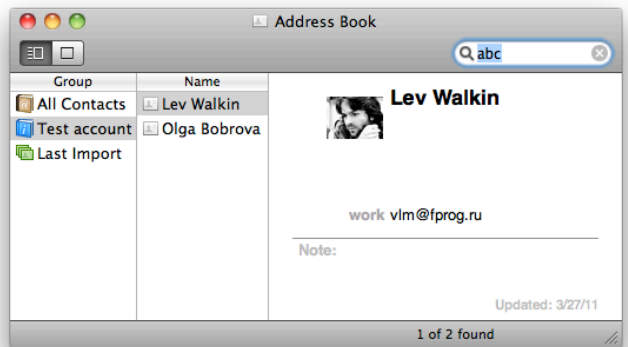 Address Book
abc
Group
Name
All Contacts
Test account
Last Import
Lev Walkin
Olga Bobrova
Lev Walkin
work vlm@fprog.ru
Note:
Updated: 3/27/11
1 of 2 found